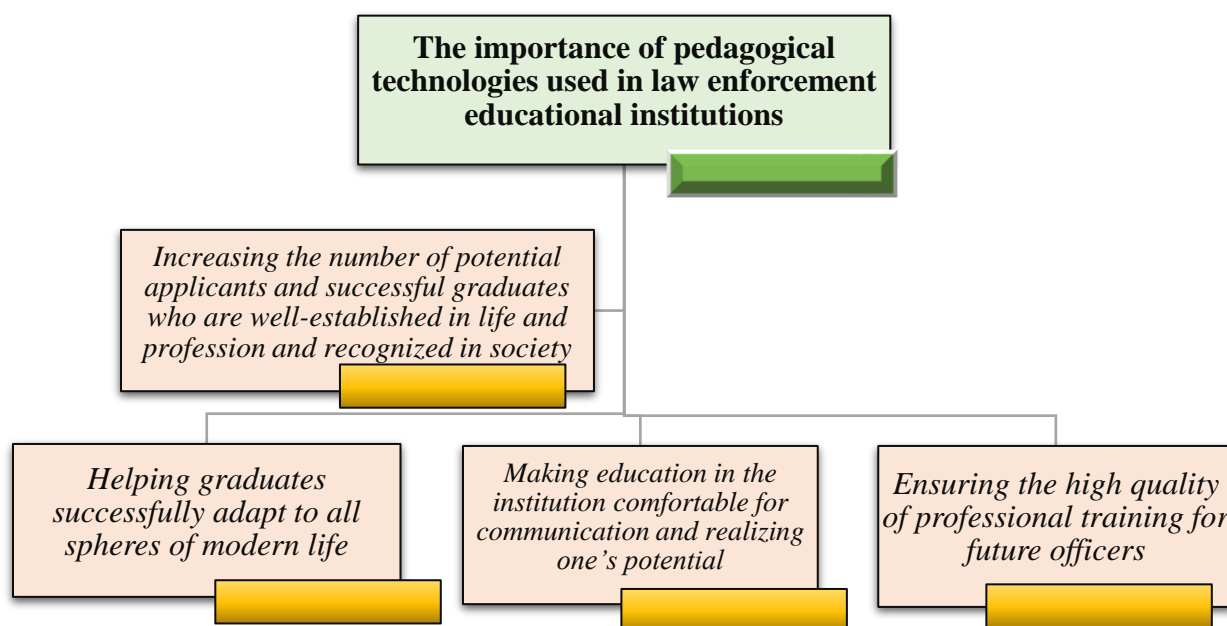 The importance of pedagogical
technologies used in law enforcement
educational institutions
Increasing the number of potential
applicants and successful graduates
who are well-established in life and
profession and recognized in society
Helping graduates
successfully adapt to all
spheres of modern life
Making education in the
institution comfortable for
communication and realizing
one’s potential
Ensuring the high quality
of professional training for
future officers